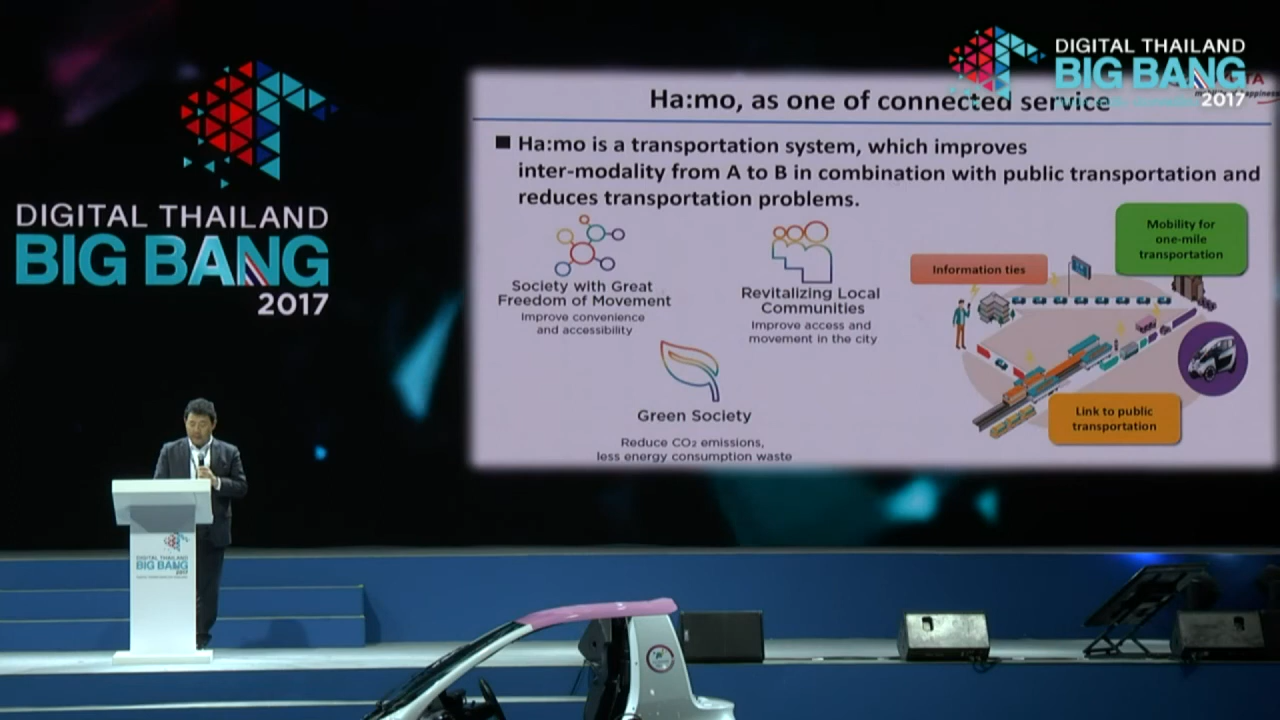 DIGITAL THAILAND
BIG BANG
2017
DIGITAL THAILAND
BIG BANG
2017
Ha:mo, as one of connected service
Ha:mo is a transportation system, which improves
inter-modality from A to B in combination with public transportation and
reduces transportation problems.
Society with Great
Freedom of Movement
Improve convenience
and accessibility
Revitalizing Local
Communities
Improve access and
movement in the city
Green Society
Reduce CO₂ emissions,
less energy consumption waste
Information ties
Mobility for
one-mile
transportation
Link to public
transportation
DIGITAL THAILAND
BIG BANG
2017